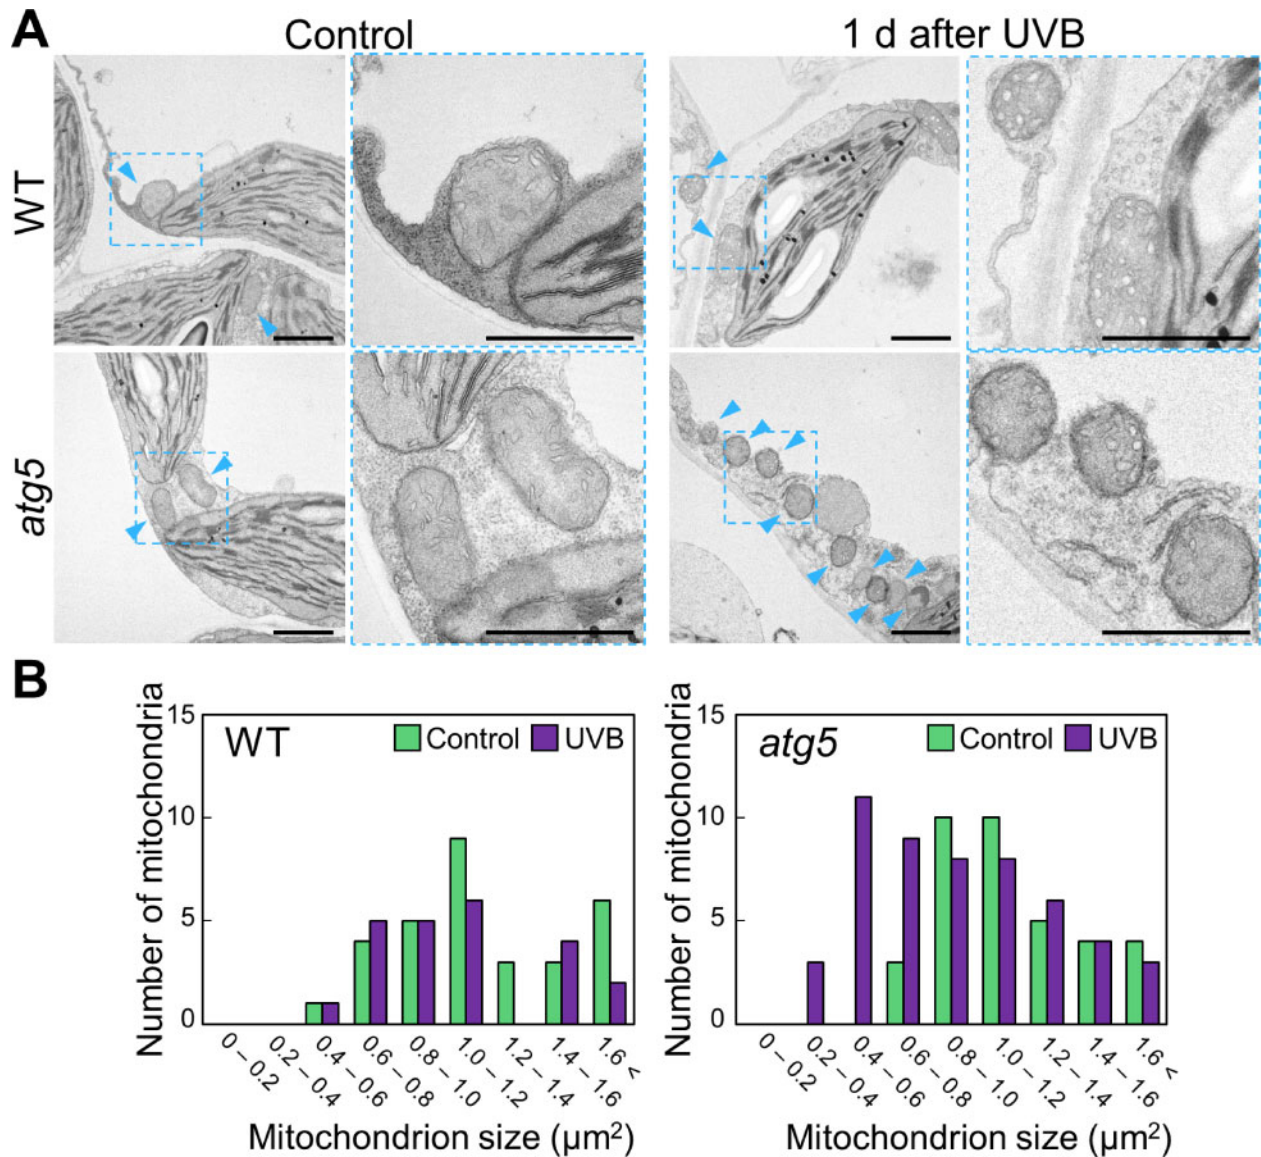 A
Control
1 d after UVB
WT
atg5
B
Number of mitochondria
15
10
5
0
WT
Control
UVB
0 – 0.2
0.2 – 0.4
0.4 – 0.6
0.6 – 0.8
0.8 – 1.0
1.0 – 1.2
1.2 – 1.4
1.4 – 1.6
1.6 <
Mitochondrion size (µm²)
Number of mitochondria
15
10
5
0
atg5
Control
UVB
0 – 0.2
0.2 – 0.4
0.4 – 0.6
0.6 – 0.8
0.8 – 1.0
1.0 – 1.2
1.2 – 1.4
1.4 – 1.6
1.6 <
Mitochondrion size (µm²)